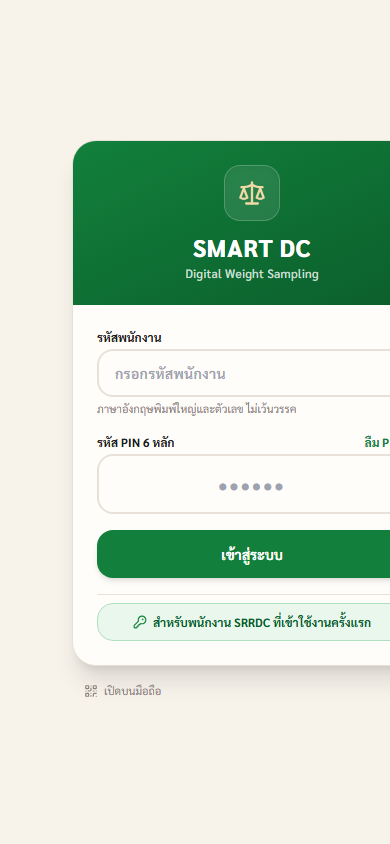 SMART DC
Digital Weight Sampling
รหัสพนักงาน
กรอกรหัสพนักงาน
ภาษาอังกฤษพิมพ์ใหญ่และตัวเลข ไม่เว้นวรรค
รหัส PIN 6 หลัก
ลืม P
เข้าสู่ระบบ
สำหรับพนักงาน SRRDC ที่เข้าใช้งานครั้งแรก
เปิดบนมือถือ